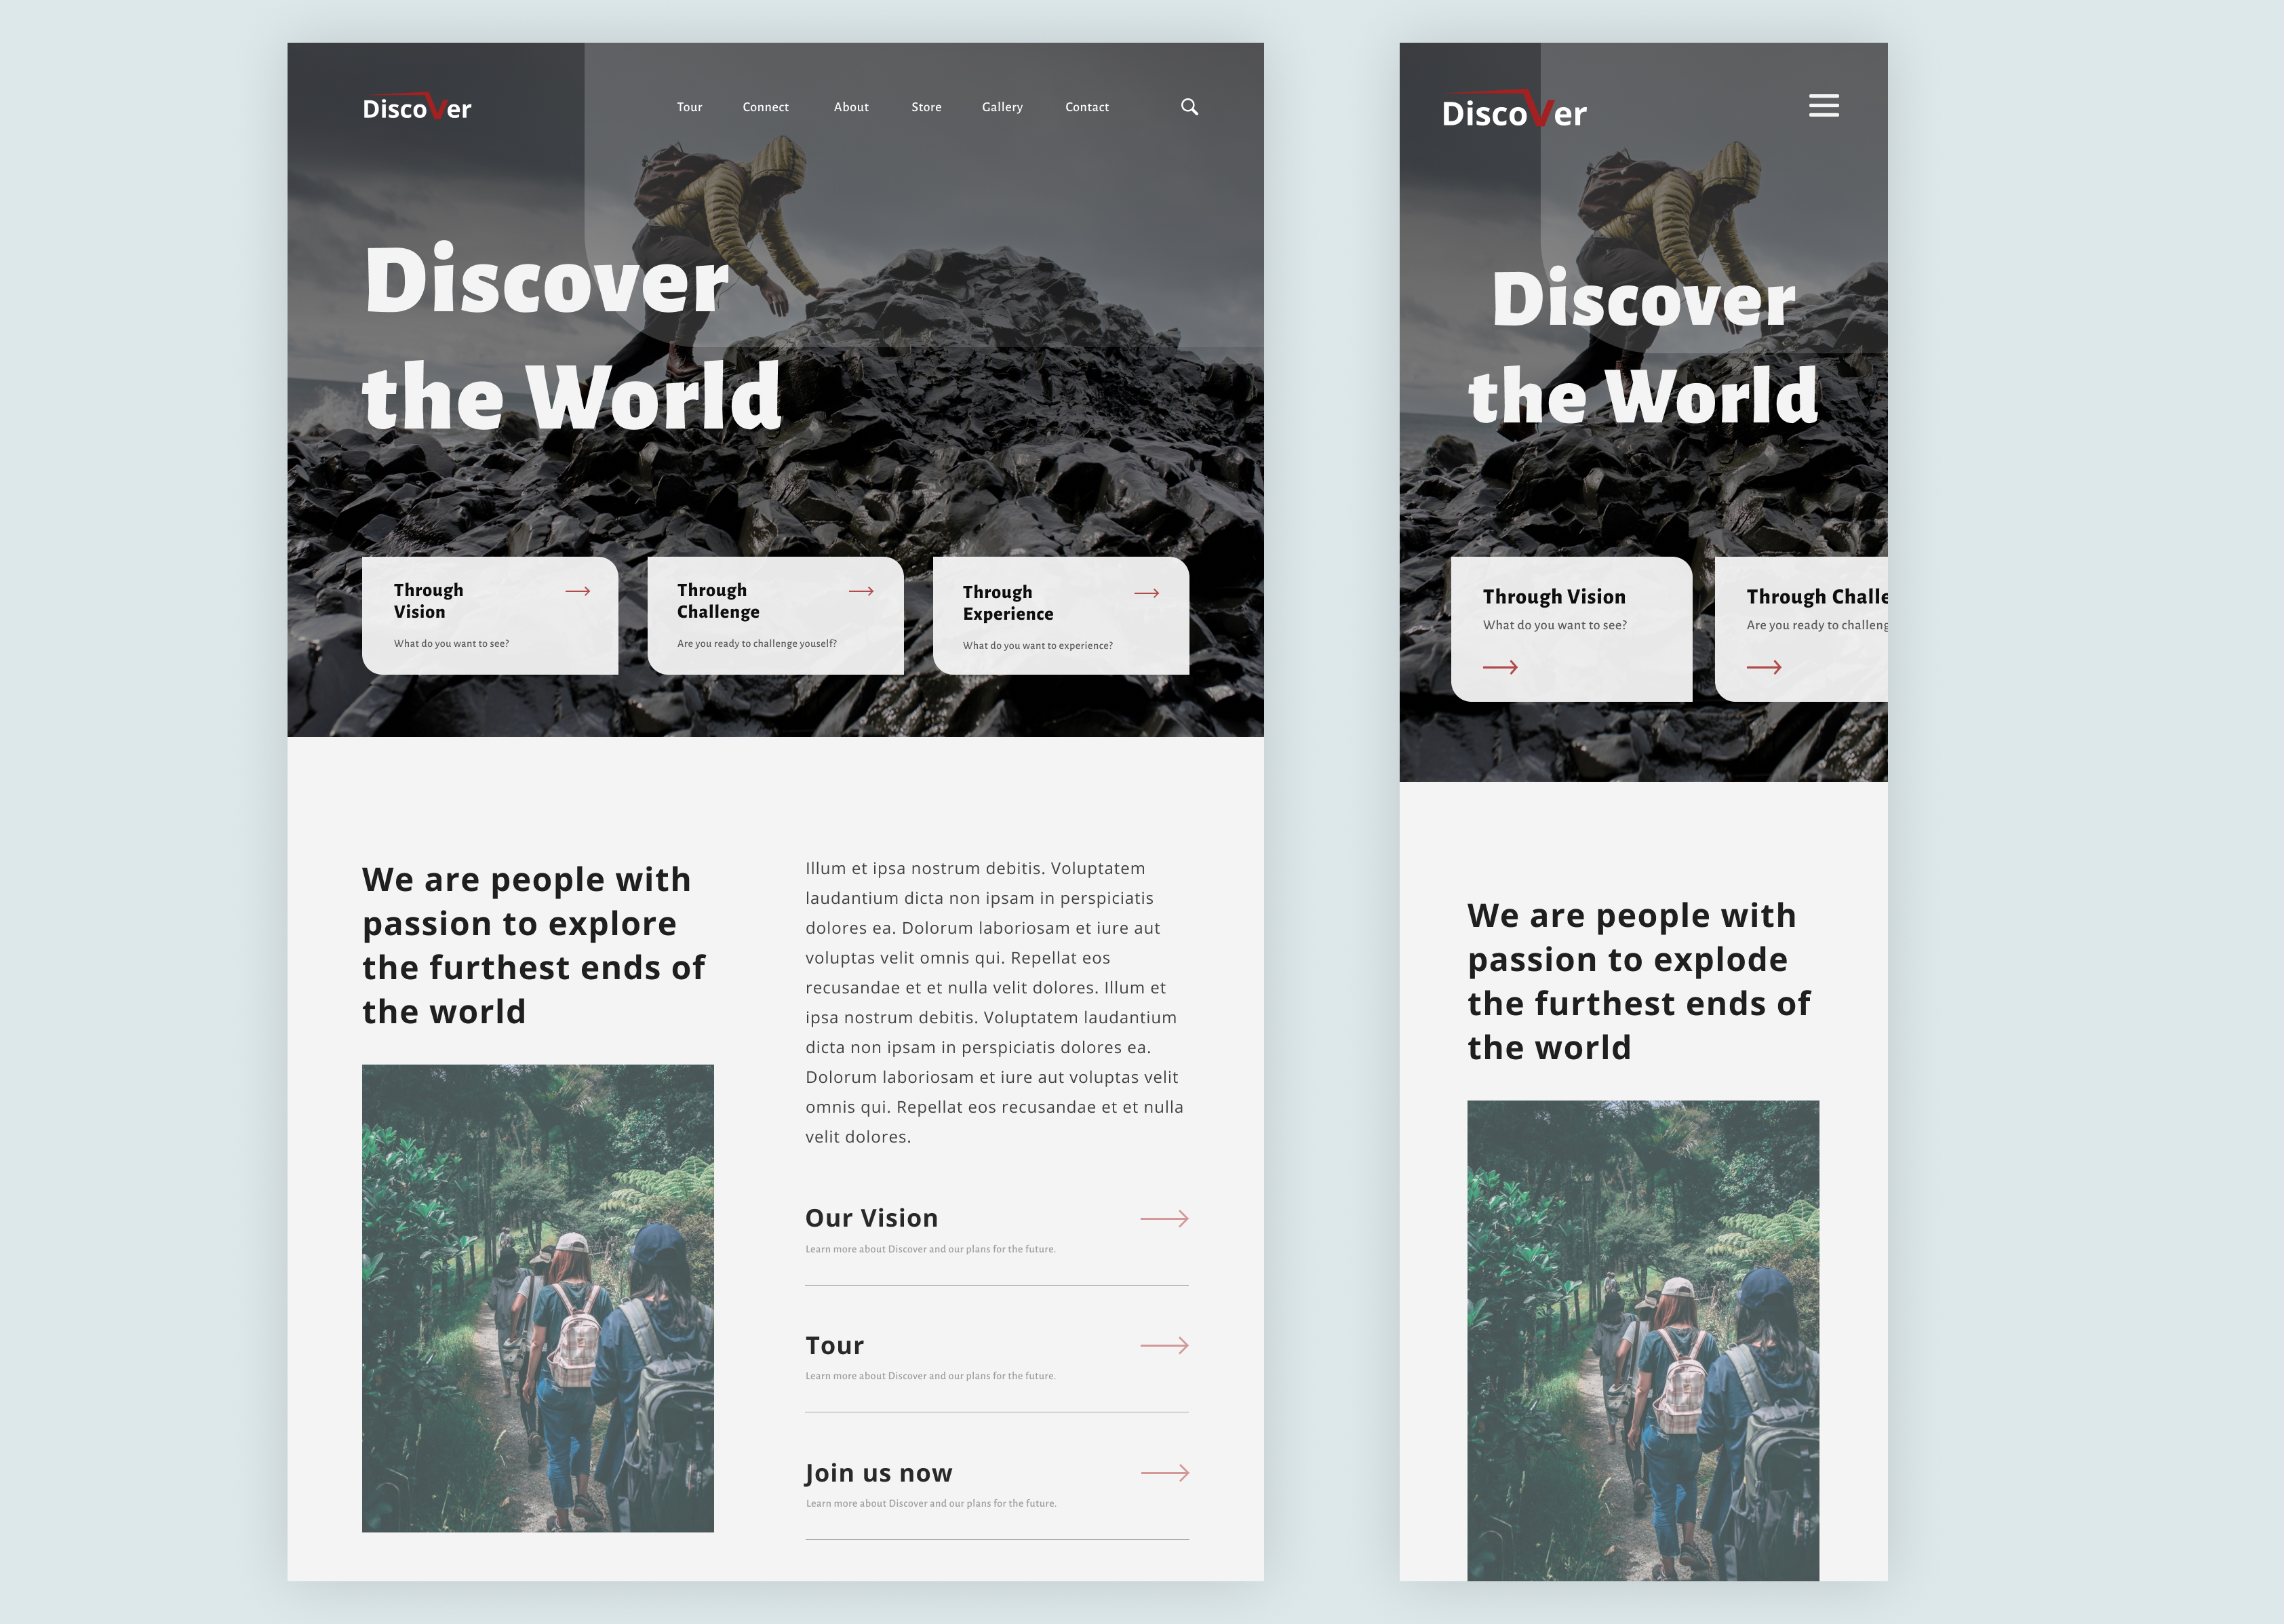 DiscoVer
Tour Connect About Store Gallery Contact
Discover
the World
Through
Vision
What do you want to see?
Through
Challenge
Are you ready to challenge youself?
Through
Experience
What do you want to experience?
We are people with
passion to explore
the furthest ends of
the world
Illum et ipsa nostrum debitis. Voluptatem
laudantium dicta non ipsam in perspiciatis
dolores ea. Dolorum laboriosam et iure aut
voluptas velit omnis qui. Repellat eos
recusandae et et nulla velit dolores. Illum et
ipsa nostrum debitis. Voluptatem laudantium
dicta non ipsam in perspiciatis dolores ea.
Dolorum laboriosam et iure aut voluptas velit
omnis qui. Repellat eos recusandae et et nulla
velit dolores.
Our Vision
Learn more about Discover and our plans for the future.
Tour
Learn more about Discover and our plans for the future.
Join us now
Learn more about Discover and our plans for the future.
DiscoVer
Discover
the World
Through Vision
What do you want to see?
Through Challe
Are you ready to challeng
We are people with
passion to explode
the furthest ends of
the world